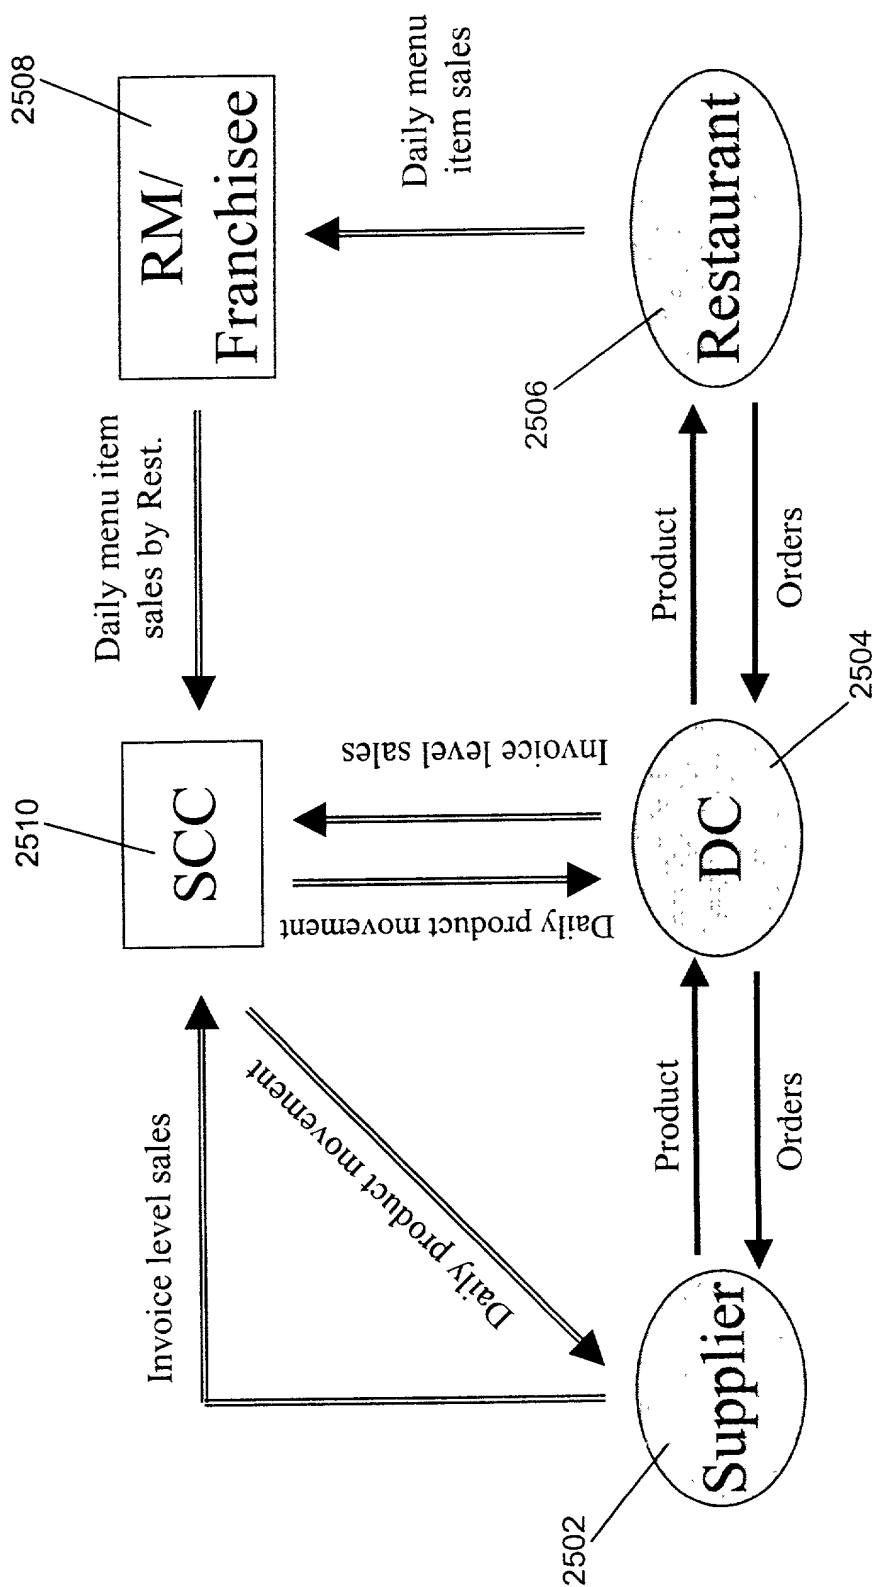 2510
SCC
Daily menu item
sales by Rest.
2508
RM/
Franchisee
Invoice level sales
Daily product movement
Daily product movement
Invoice level sales
Daily menu
item sales
2502
Supplier
Product
Orders
DC
2504
Product
Orders
2506
Restaurant